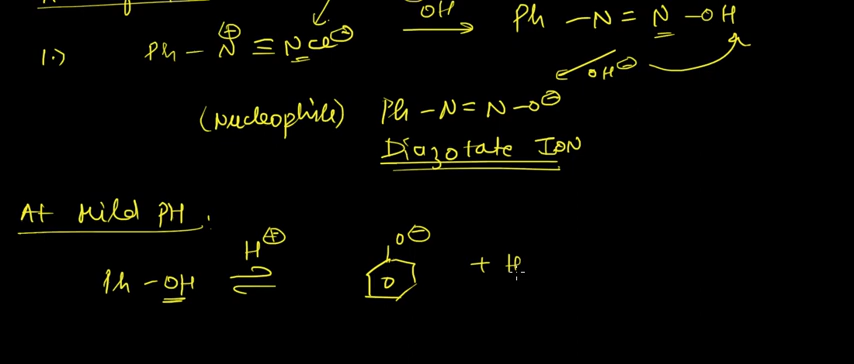 OH Ph - N = N - OH
1.) Ph - N⊕ ≡ NCl⊖ → OH⊖
(Nucleophile) Ph - N = N - O⊖
Diazotate ION
At Mild PH.
H⊕ O⊖
Ph - OH ⇌ + H